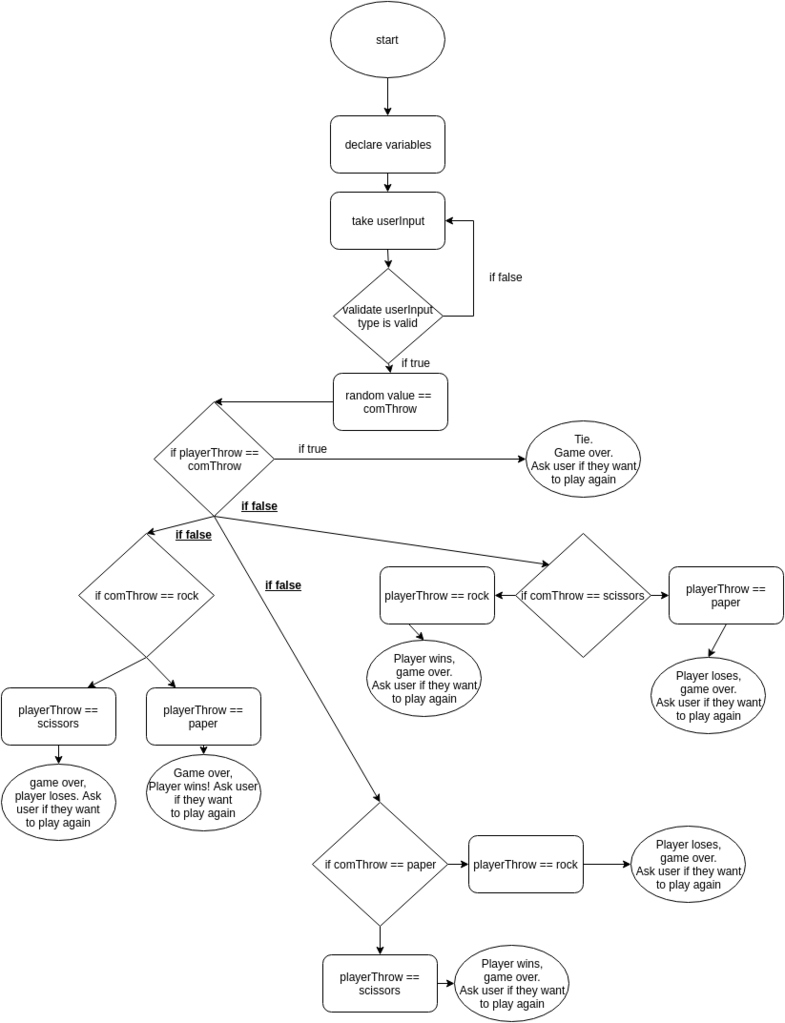 start
declare variables
take userInput
if false
validate userInput
type is valid
if true
random value ==
comThrow
if playerThrow ==
comThrow
if true
Tie.
Game over.
Ask user if they want
to play again
if false
if false
if false
if comThrow == rock
playerThrow == rock
if comThrow == scissors
playerThrow ==
paper
Player wins,
game over.
Ask user if they want
to play again
Player loses,
game over.
Ask user if they want
to play again
playerThrow ==
scissors
playerThrow ==
paper
game over,
player loses. Ask
user if they want
to play again
Game over,
Player wins! Ask user
if they want
to play again
if comThrow == paper
playerThrow == rock
Player loses,
game over.
Ask user if they want
to play again
playerThrow ==
scissors
Player wins,
game over.
Ask user if they want
to play again